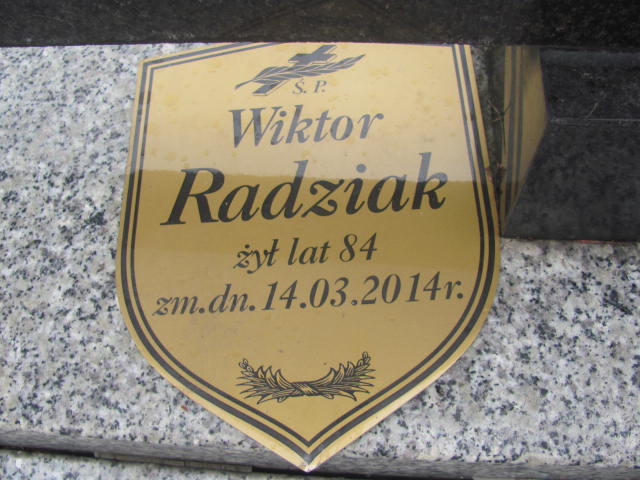 Ś. P.
Wiktor
Radziak
żył lat 84
zm.dn.14.03.2014r.